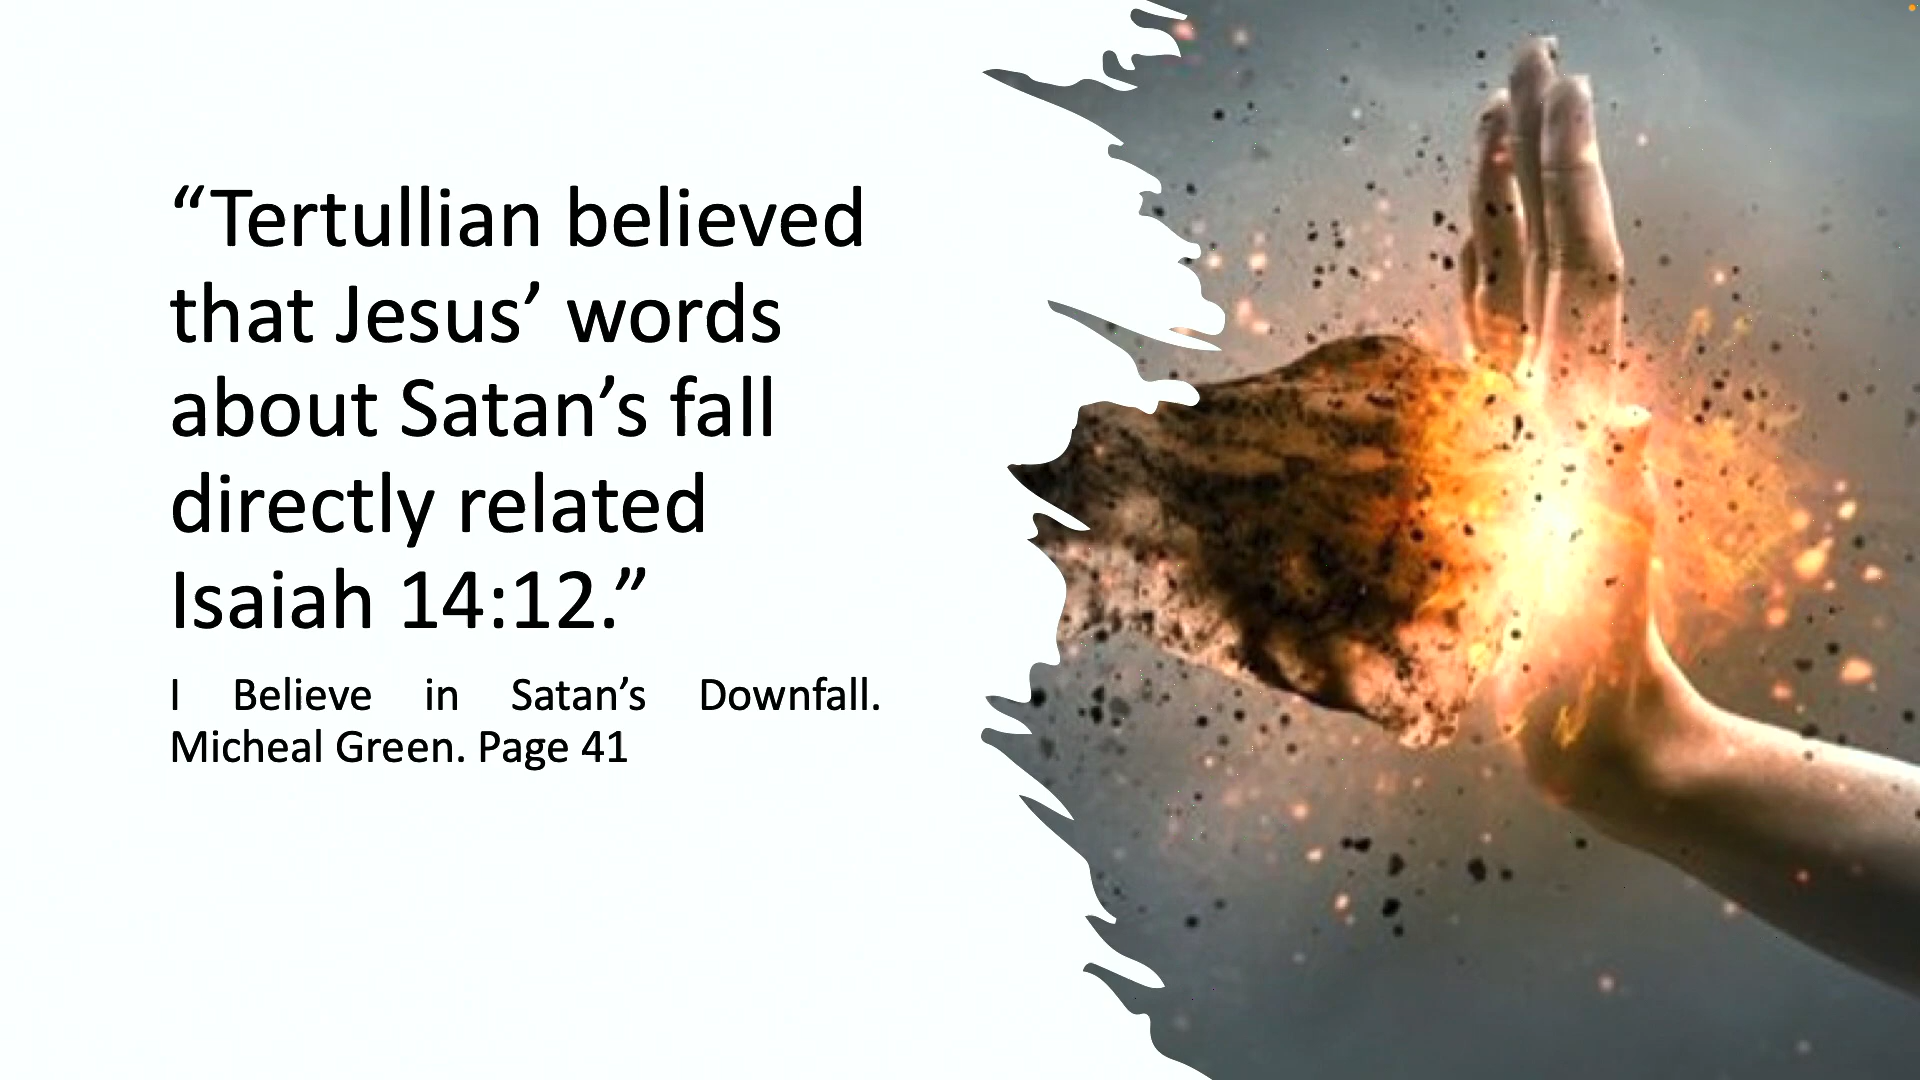 “Tertullian believed
that Jesus’ words
about Satan’s fall
directly related
Isaiah 14:12.”
I Believe in Satan’s Downfall.
Micheal Green. Page 41